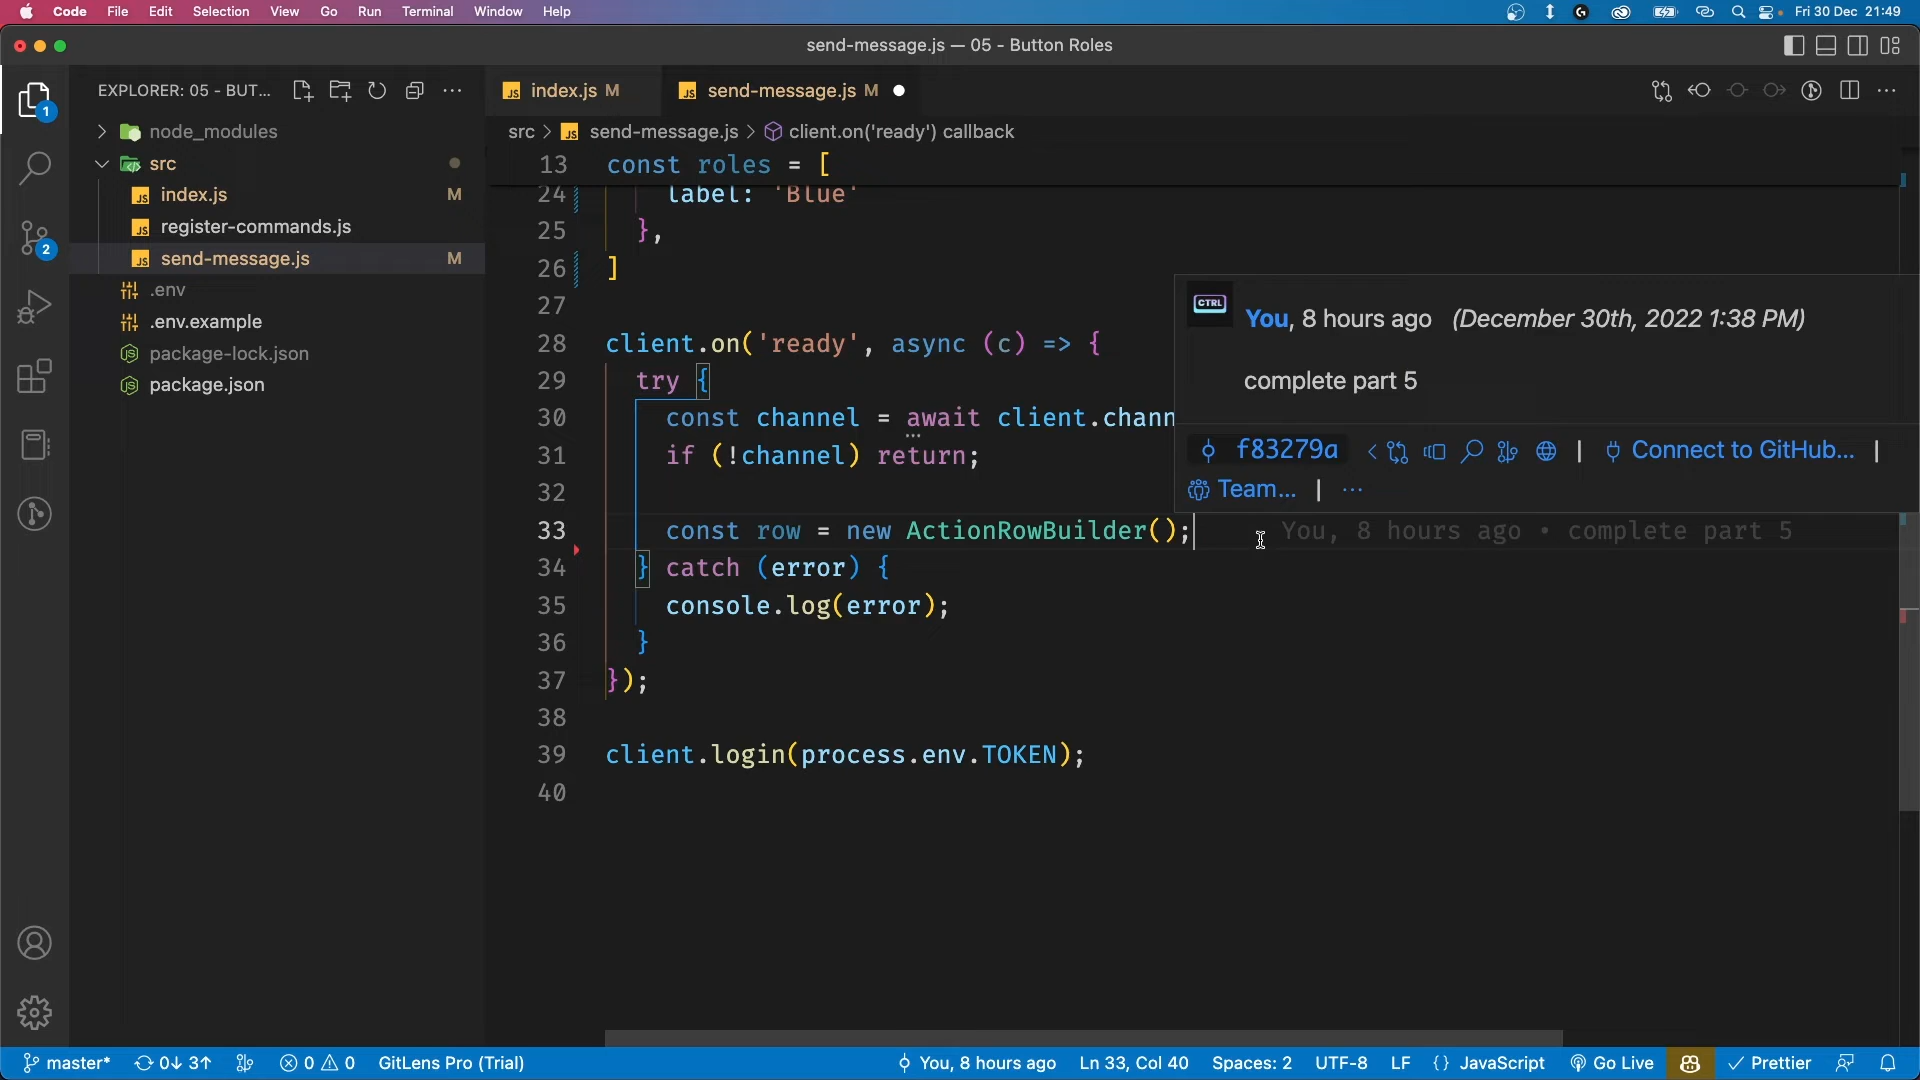 Code File Edit Selection View Go Run Terminal Window Help Fri 30 Dec 21:49
send-message.js — 05 - Button Roles
EXPLORER: 05 - BUT...
index.js M
send-message.js M
node_modules
src
index.js M
register-commands.js
send-message.js M
.env
.env.example
package-lock.json
package.json
1
2
src > send-message.js > client.on('ready') callback
13 const roles = [
24 label: 'Blue'
25 },
26 ]
27
28 client.on('ready', async (c) => {
29 try {
30 const channel = await client.chann
31 if (!channel) return;
32
33 const row = new ActionRowBuilder(); You, 8 hours ago • complete part 5
34 } catch (error) {
35 console.log(error);
36 }
37 });
38
39 client.login(process.env.TOKEN);
40
CTRL
You, 8 hours ago (December 30th, 2022 1:38 PM)
complete part 5
f83279a | Connect to GitHub... |
Team... | ...
master* 0↓ 3↑ 0 0 GitLens Pro (Trial) You, 8 hours ago Ln 33, Col 40 Spaces: 2 UTF-8 LF {} JavaScript Go Live Prettier